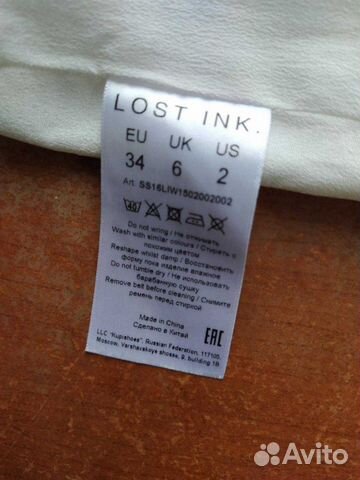 LOST INK.
EU UK US
34 6 2
Art. SS16LIW1502002002
40
Do not wring / Не отжимать
Wash with similar colours / Стирать с
похожим цветом
Reshape whilst damp / Восстановить
форму пока изделие влажное
Do not tumble dry / Не использовать
барабанную сушку
Remove belt before cleaning / Снимите
ремень перед стиркой
Made in China
Сделано в Китай
EAC
LLC "Kupishoes", Russian Federation, 117105,
Moscow, Varshavskoye shosse, 9, building 1B
Avito